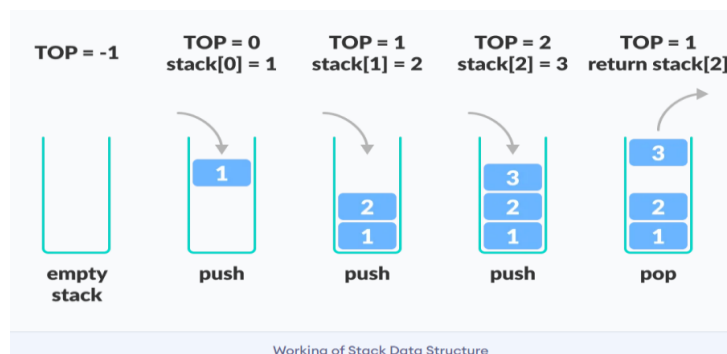 TOP = -1
TOP = 0
stack[0] = 1
TOP = 1
stack[1] = 2
TOP = 2
stack[2] = 3
TOP = 1
return stack[2]
1
2
1
3
2
1
3
2
1
empty
stack
push
push
push
pop
Working of Stack Data Structure